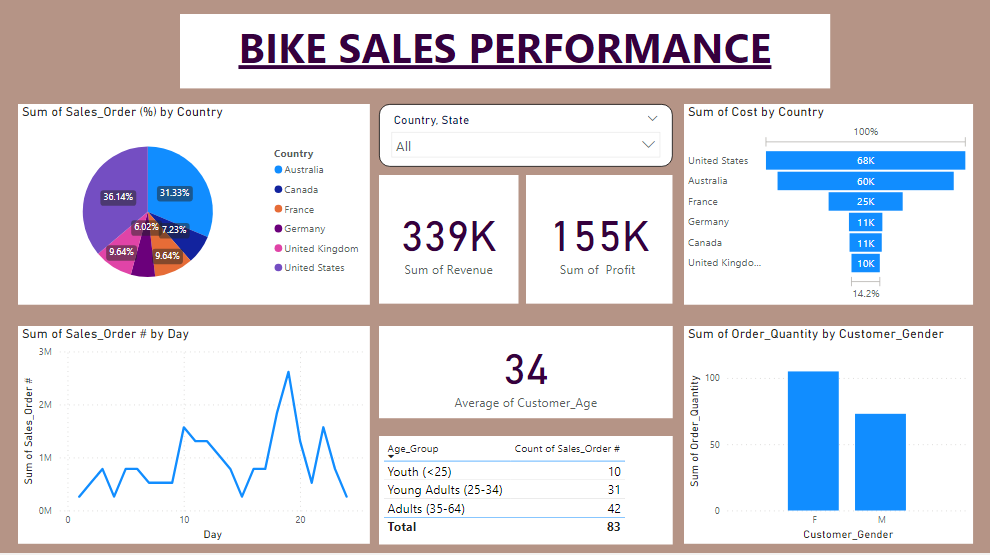 BIKE SALES PERFORMANCE
Sum of Sales_Order (%) by Country
36.14%
31.33%
6.02%
7.23%
9.64%
9.64%
Country
Australia
Canada
France
Germany
United Kingdom
United States
Country, State
All
339K
Sum of Revenue
155K
Sum of Profit
Sum of Cost by Country
100%
United States 68K
Australia 60K
France 25K
Germany 11K
Canada 11K
United Kingdo... 10K
14.2%
Sum of Sales_Order # by Day
Sum of Sales_Order #
3M
2M
1M
0M
0 10 20
Day
34
Average of Customer_Age
Age_Group Count of Sales_Order #
Youth (<25) 10
Young Adults (25-34) 31
Adults (35-64) 42
Total 83
Sum of Order_Quantity by Customer_Gender
Sum of Order_Quantity
100
50
0
F M
Customer_Gender